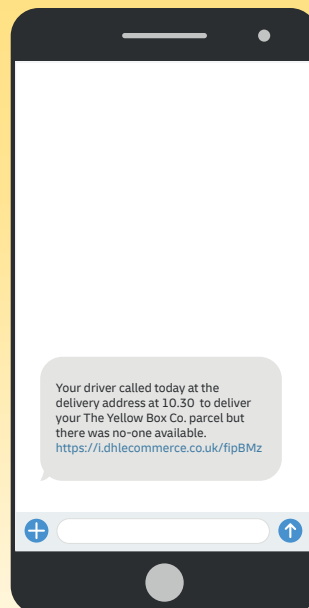 Your driver called today at the
delivery address at 10.30 to deliver
your The Yellow Box Co. parcel but
there was no-one available.
https://i.dhlecommerce.co.uk/fipBMz